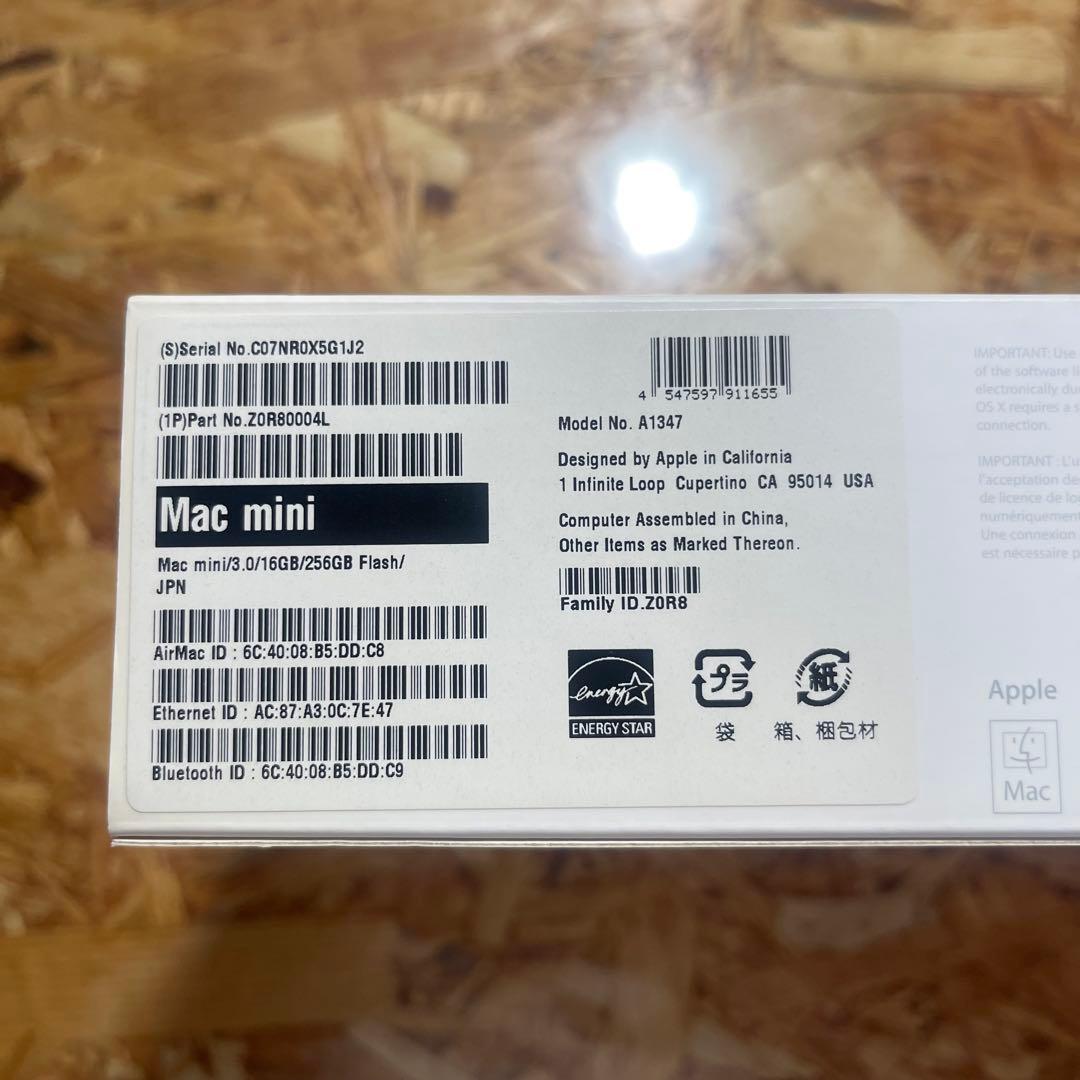 (S)Serial No.C07NR0X5G1J2
(1P)Part No.Z0R80004L
Mac mini
Mac mini/3.0/16GB/256GB Flash/
JPN
AirMac ID : 6C:40:08:B5:DD:C8
Ethernet ID : AC:87:A3:0C:7E:47
Bluetooth ID : 6C:40:08:B5:DD:C9
4 547597 911655
Model No. A1347
Designed by Apple in California
1 Infinite Loop Cupertino CA 95014 USA
Computer Assembled in China,
Other Items as Marked Thereon.
Family ID.Z0R8
energy
ENERGY STAR
プラ
袋
紙
箱、梱包材
IMPORTANT: Use
of the software li
electronically du
OS X requires a s
connection.
IMPORTANT : L'u
l'acceptation de
de licence de lo
numériquement
Une connexion
est nécessaire p
Apple
Mac